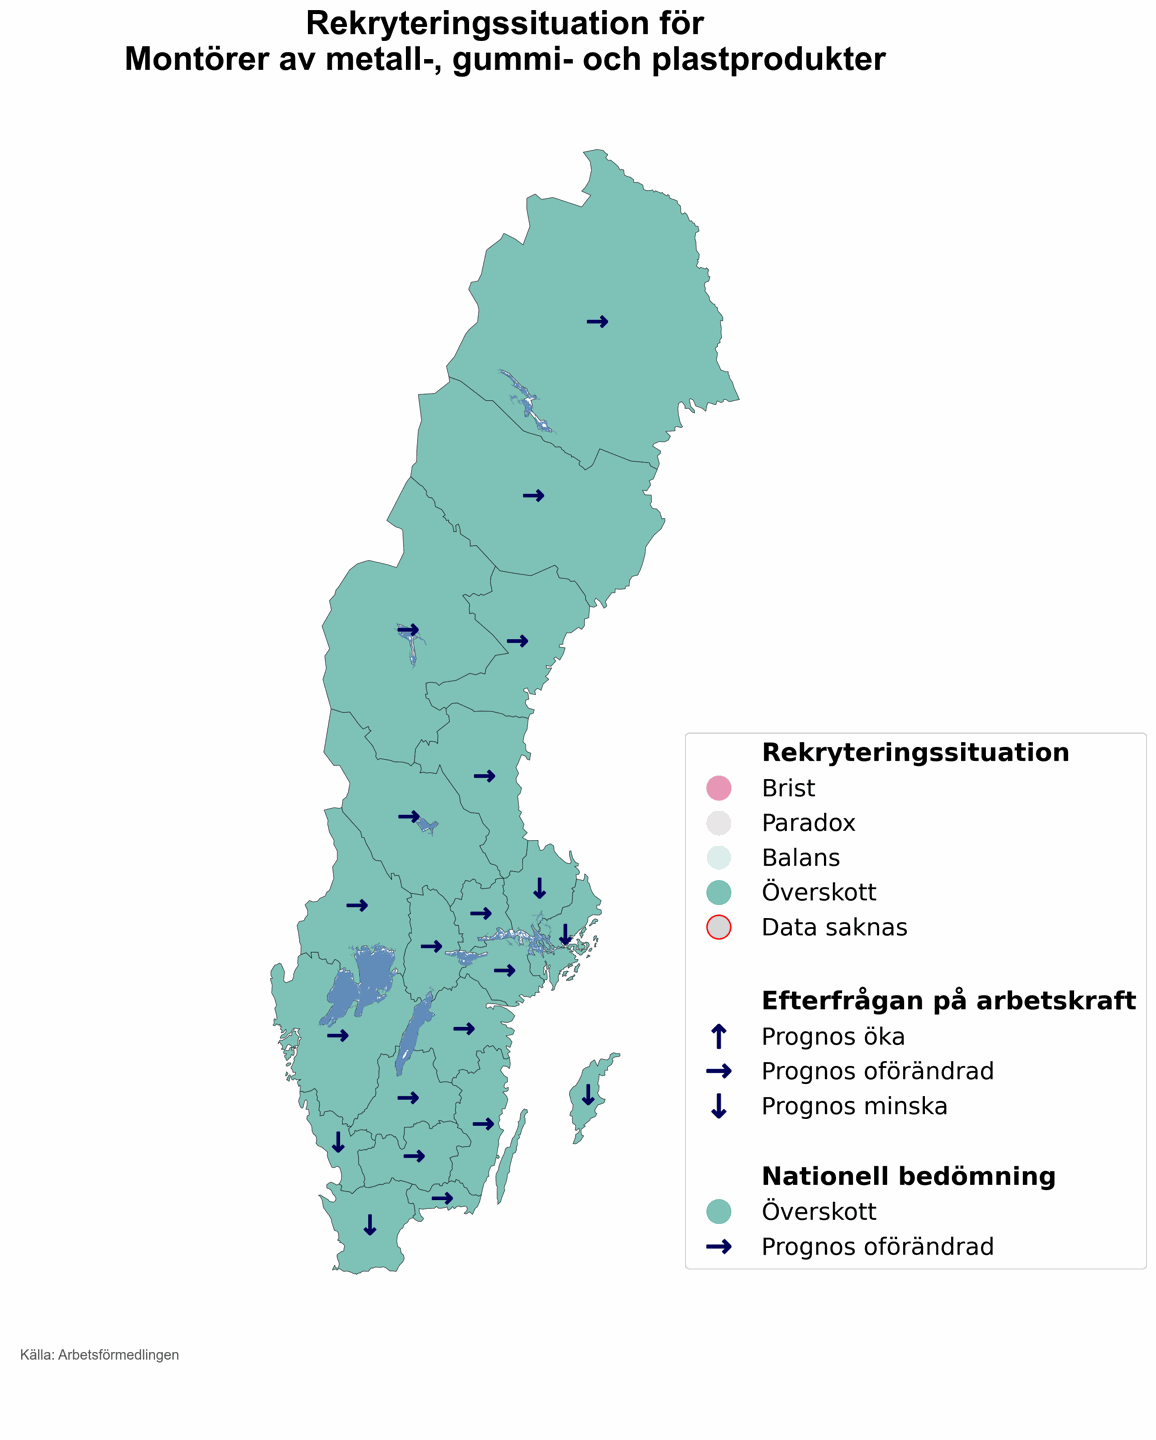 Rekryteringssituation för
Montörer av metall-, gummi- och plastprodukter
Rekryteringssituation
Brist
Paradox
Balans
Överskott
Data saknas
Efterfrågan på arbetskraft
Prognos öka
Prognos oförändrad
Prognos minska
Nationell bedömning
Överskott
Prognos oförändrad
Källa: Arbetsförmedlingen